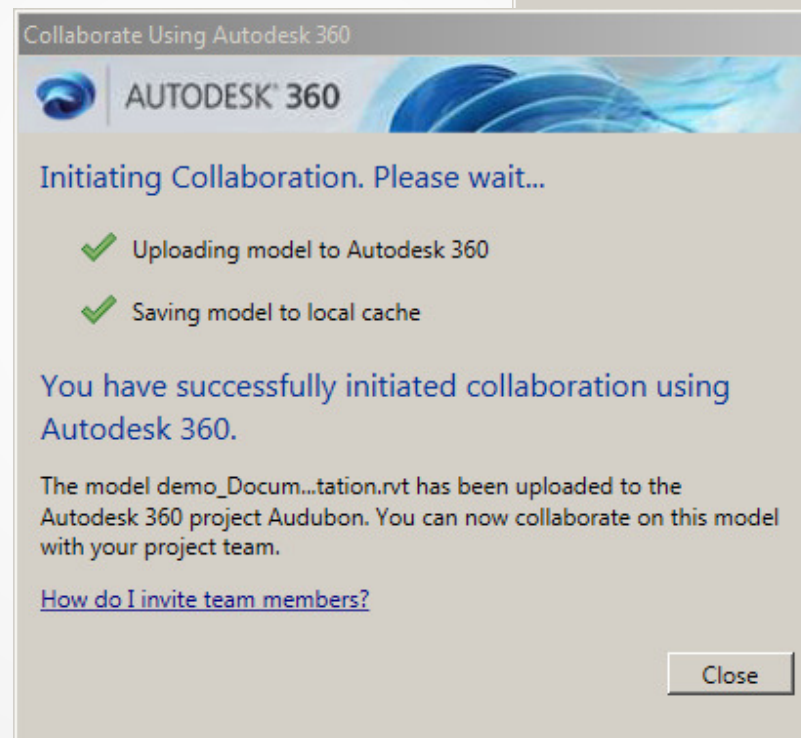 Collaborate Using Autodesk 360
AUTODESK® 360
Initiating Collaboration. Please wait...
Uploading model to Autodesk 360
Saving model to local cache
You have successfully initiated collaboration using
Autodesk 360.
The model demo_Docum...tation.rvt has been uploaded to the
Autodesk 360 project Audubon. You can now collaborate on this model
with your project team.
How do I invite team members?
Close